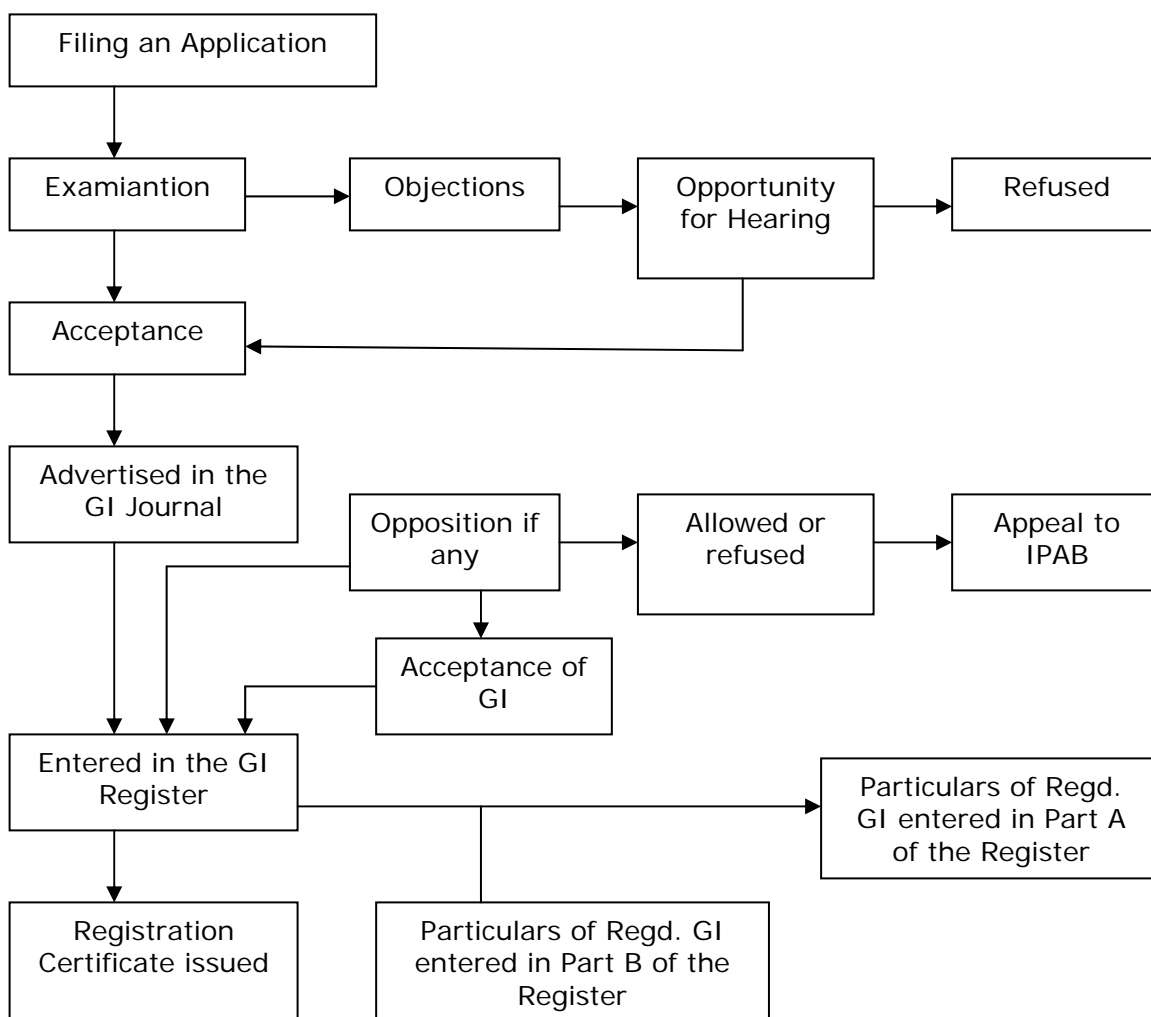 Filing an Application
Examiantion
Objections
Opportunity
for Hearing
Refused
Acceptance
Advertised in the
GI Journal
Opposition if
any
Allowed or
refused
Appeal to
IPAB
Acceptance of
GI
Entered in the GI
Register
Particulars of Regd.
GI entered in Part A
of the Register
Registration
Certificate issued
Particulars of Regd. GI
entered in Part B of the
Register